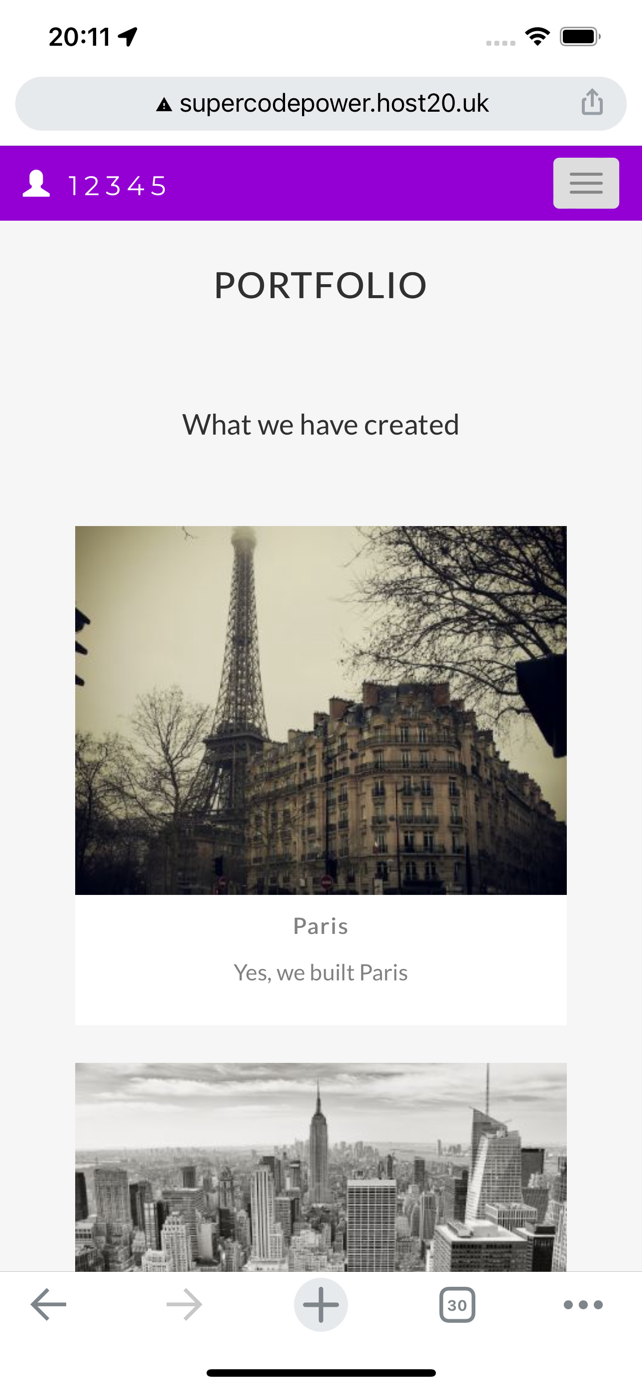 20:11
supercodepower.host20.uk
12345
PORTFOLIO
What we have created
Paris
Yes, we built Paris
30